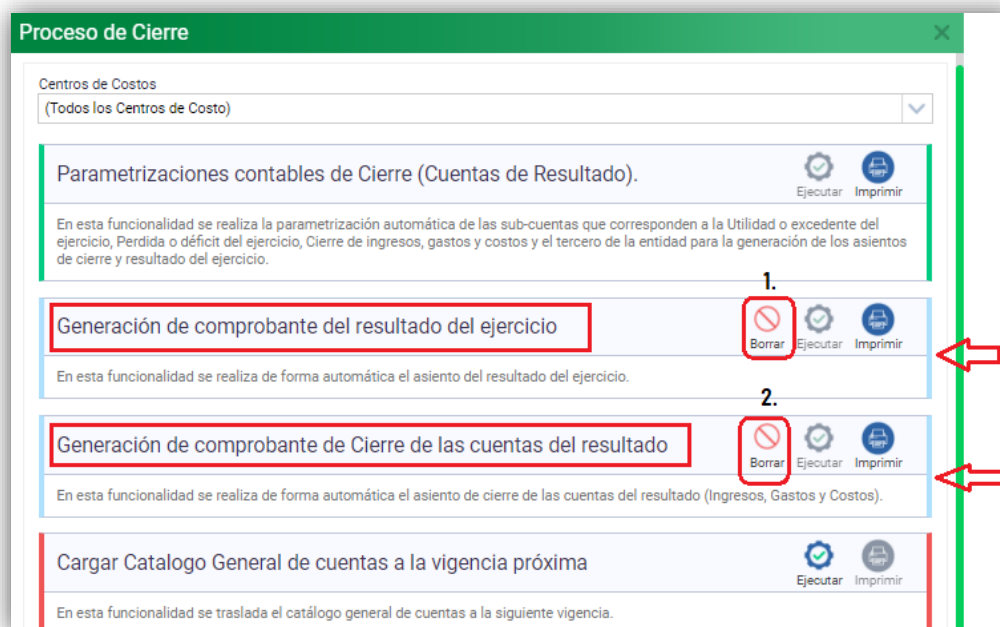 Proceso de Cierre
Centros de Costos
(Todos los Centros de Costo)
Parametrizaciones contables de Cierre (Cuentas de Resultado).
Ejecutar Imprimir
En esta funcionalidad se realiza la parametrización automática de las sub-cuentas que corresponden a la Utilidad o excedente del
ejercicio, Perdida o déficit del ejercicio, Cierre de ingresos, gastos y costos y el tercero de la entidad para la generación de los asientos
de cierre y resultado del ejercicio.
1.
Generación de comprobante del resultado del ejercicio
Borrar Ejecutar Imprimir
En esta funcionalidad se realiza de forma automática el asiento del resultado del ejercicio.
2.
Generación de comprobante de Cierre de las cuentas del resultado
Borrar Ejecutar Imprimir
En esta funcionalidad se realiza de forma automática el asiento de cierre de las cuentas del resultado (Ingresos, Gastos y Costos).
Cargar Catalogo General de cuentas a la vigencia próxima
Ejecutar Imprimir
En esta funcionalidad se traslada el catálogo general de cuentas a la siguiente vigencia.